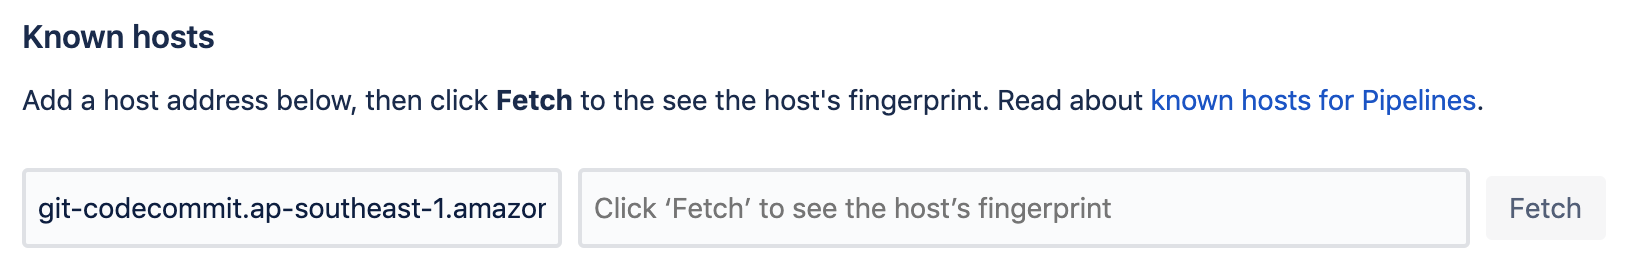 Known hosts
Add a host address below, then click Fetch to the see the host's fingerprint. Read about known hosts for Pipelines.
git-codecommit.ap-southeast-1.amazon
Click ‘Fetch’ to see the host’s fingerprint
Fetch